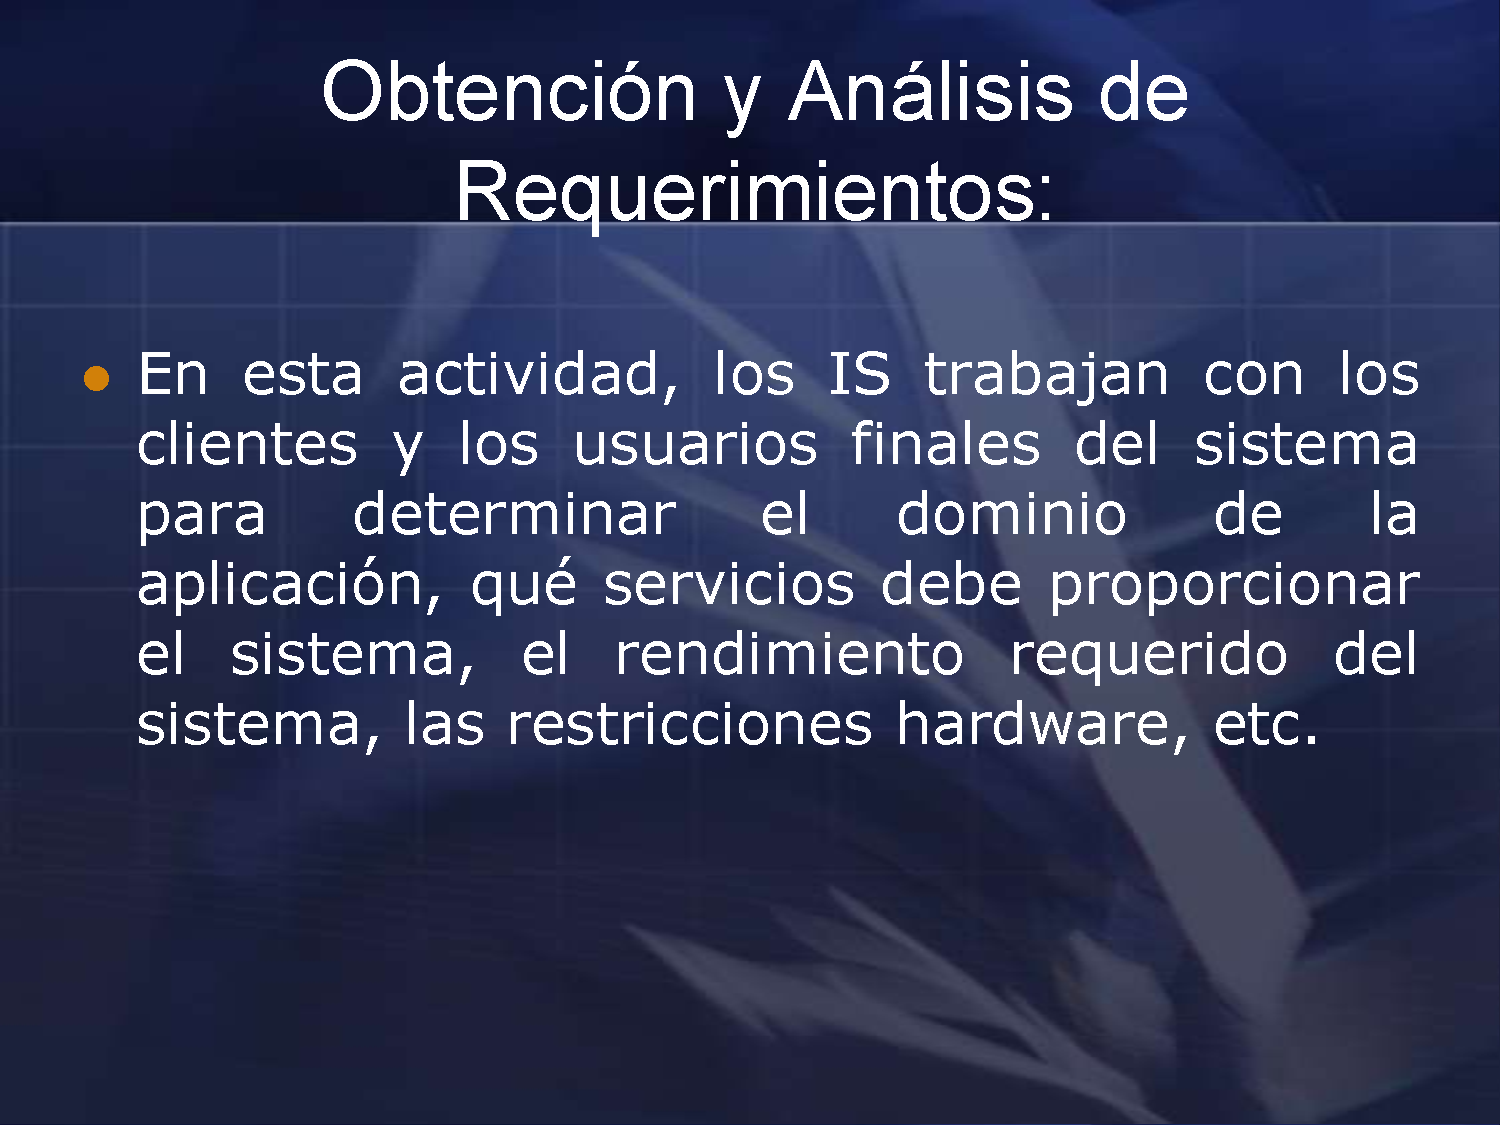 Obtención y Análisis de
Requerimientos:
● En esta actividad, los IS trabajan con los
clientes y los usuarios finales del sistema
para determinar el dominio de la
aplicación, qué servicios debe proporcionar
el sistema, el rendimiento requerido del
sistema, las restricciones hardware, etc.